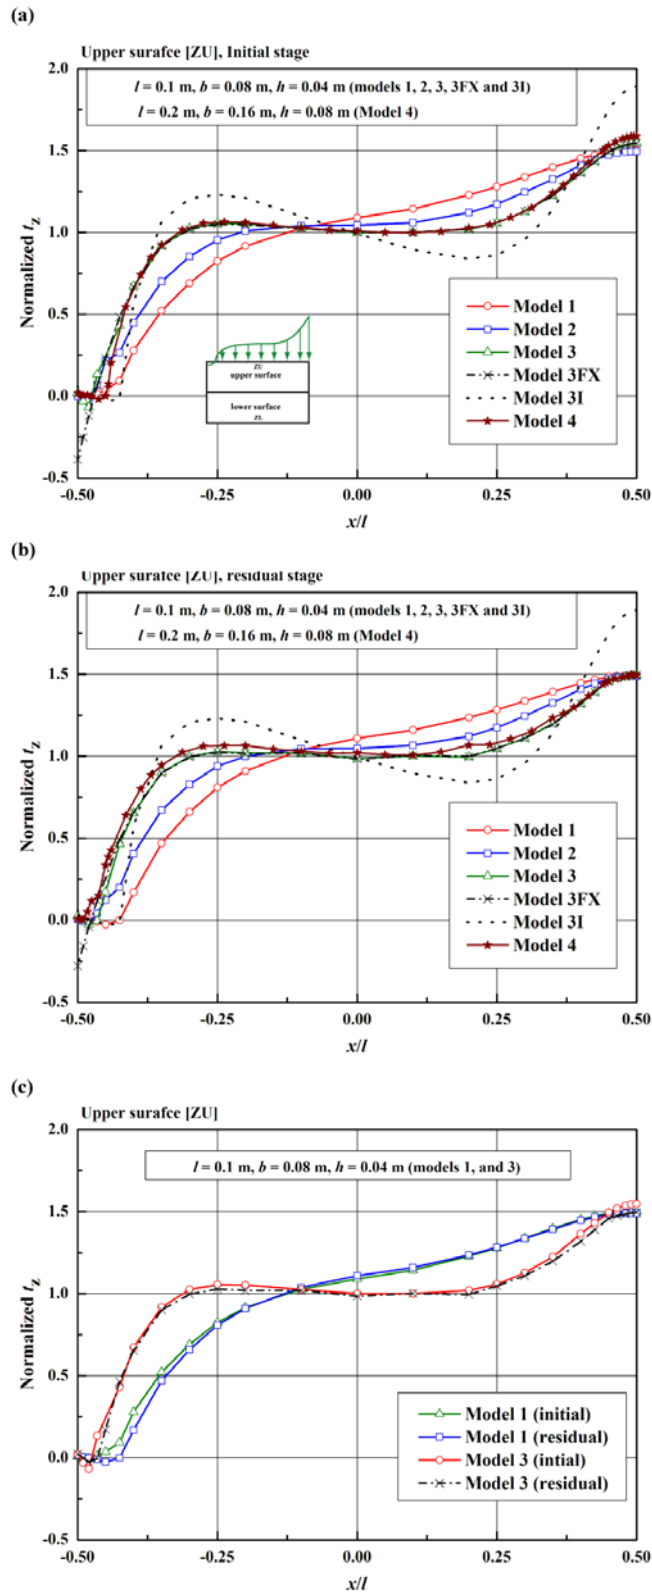 (a)
Upper surafce [ZU], Initial stage
2.0
l = 0.1 m, b = 0.08 m, h = 0.04 m (models 1, 2, 3, 3FX and 3I)
l = 0.2 m, b = 0.16 m, h = 0.08 m (Model 4)
1.5
1.0
0.5
0.0
-0.5
Normalized tz
Model 1
Model 2
Model 3
Model 3FX
Model 3I
Model 4
ZU
upper surface
lower surface
ZL
-0.50 -0.25 0.00 0.25 0.50
x/l
(b)
Upper surafce [ZU], residual stage
2.0
l = 0.1 m, b = 0.08 m, h = 0.04 m (models 1, 2, 3, 3FX and 3I)
l = 0.2 m, b = 0.16 m, h = 0.08 m (Model 4)
1.5
1.0
0.5
0.0
-0.5
Normalized tz
Model 1
Model 2
Model 3
Model 3FX
Model 3I
Model 4
-0.50 -0.25 0.00 0.25 0.50
x/l
(c)
Upper surafce [ZU]
2.0
l = 0.1 m, b = 0.08 m, h = 0.04 m (models 1, and 3)
1.5
1.0
0.5
0.0
-0.5
Normalized tz
Model 1 (initial)
Model 1 (residual)
Model 3 (intial)
Model 3 (residual)
-0.50 -0.25 0.00 0.25 0.50
x/l